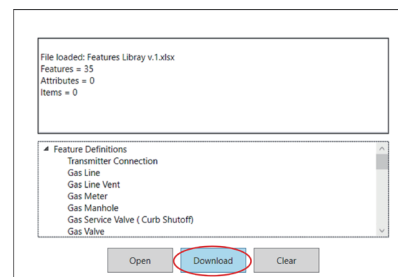 File loaded: Features Libray v.1.xlsx
Features = 35
Attributes = 0
Items = 0
Feature Definitions
Transmitter Connection
Gas Line
Gas Line Vent
Gas Meter
Gas Manhole
Gas Service Valve ( Curb Shutoff)
Gas Valve
Open Download Clear